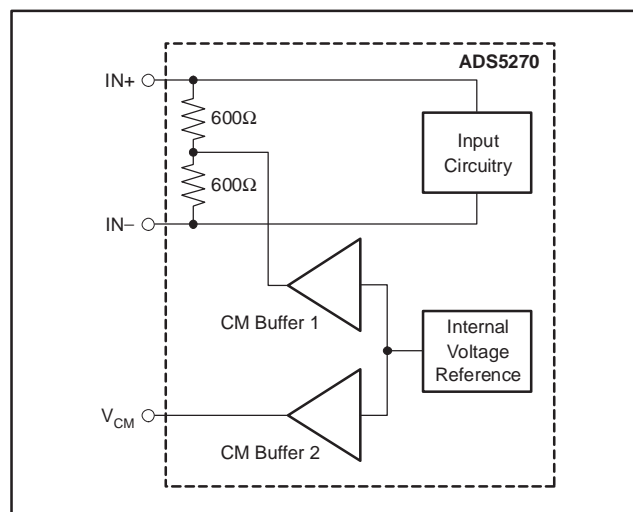 ADS5270
IN+
600Ω
Input
Circuitry
600Ω
IN−
CM Buffer 1
Internal
Voltage
Reference
VCM
CM Buffer 2